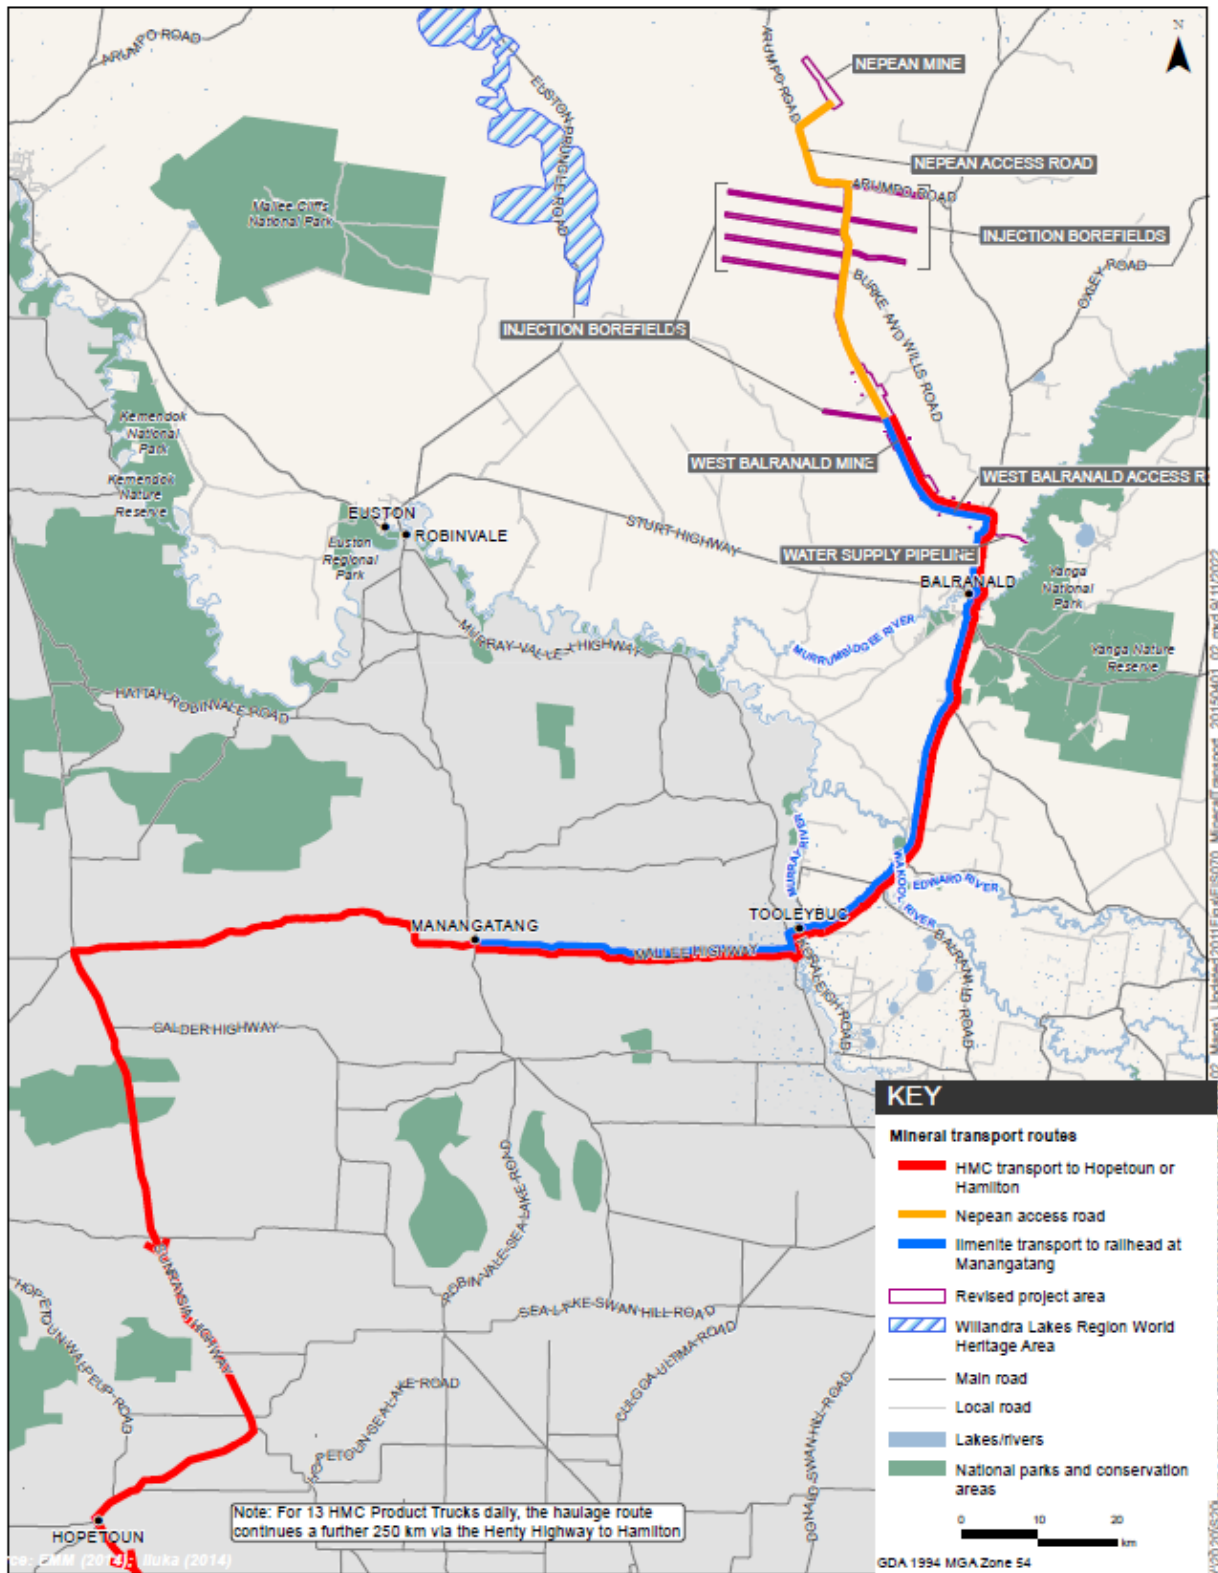 N
ARUMPO ROAD
ARUMPO ROAD
EUSTON PRUNGLE ROAD
NEPEAN MINE
NEPEAN ACCESS ROAD
Mallee Cliffs
National Park
ARUMPO ROAD
INJECTION BOREFIELDS
OXLEY ROAD
BURKE AND WILLS ROAD
INJECTION BOREFIELDS
Kemendok
National
Park
Kemendok
Nature
Reserve
WEST BALRANALD MINE
WEST BALRANALD ACCESS R
EUSTON
ROBINVALE
Euston
Regional
Park
STURT HIGHWAY
WATER SUPPLY PIPELINE
BALRANALD
Yanga
National
Park
MURRAY VALLEY HIGHWAY
MURRUMBIDGEE RIVER
Yanga Nature
Reserve
HATTAH-ROBINVALE ROAD
MURRAY RIVER
WAKOOL RIVER
EDWARD RIVER
TOOLEYBUC
MANANGATANG
MALLEE HIGHWAY
BALRANALD ROAD
CALDER HIGHWAY
ROBINVALE-SEA LAKE-ROAD
SUNRAYSIA HIGHWAY
HOPETOUN-WALPEUP-ROAD
SEA LAKE-SWAN HILL ROAD
CULGOA-ULTIMA-ROAD
HOPETOUN-SEA LAKE ROAD
DONALD-SWAN HILL-ROAD
HOPETOUN
Note: For 13 HMC Product Trucks daily, the haulage route
continues a further 250 km via the Henty Highway to Hamilton
rce: EMM (2014); Iluka (2014)
KEY
Mineral transport routes
HMC transport to Hopetoun or
Hamilton
Nepean access road
Ilmenite transport to railhead at
Manangatang
Revised project area
Willandra Lakes Region World
Heritage Area
Main road
Local road
Lakes/rivers
National parks and conservation
areas
0 10 20
km
GDA 1994 MGA Zone 54